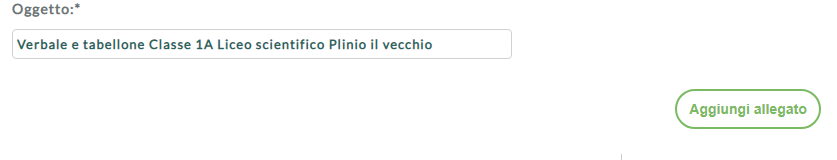 Oggetto:*
Verbale e tabellone Classe 1A Liceo scientifico Plinio il vecchio
Aggiungi allegato